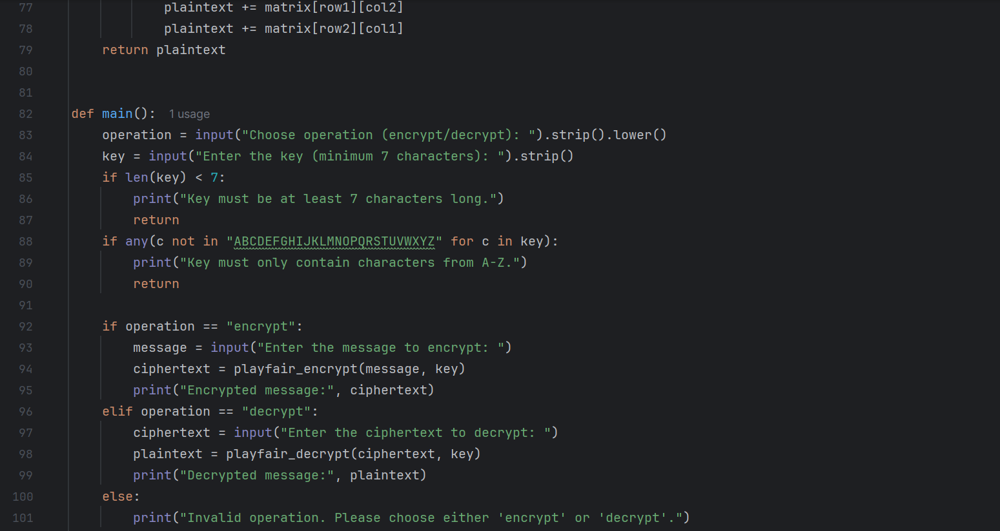 77 plaintext += matrix[row1][col2]
78 plaintext += matrix[row2][col1]
79 return plaintext
80
81
82 def main(): 1 usage
83 operation = input("Choose operation (encrypt/decrypt): ").strip().lower()
84 key = input("Enter the key (minimum 7 characters): ").strip()
85 if len(key) < 7:
86 print("Key must be at least 7 characters long.")
87 return
88 if any(c not in "ABCDEFGHIJKLMNOPQRSTUVWXYZ" for c in key):
89 print("Key must only contain characters from A-Z.")
90 return
91
92 if operation == "encrypt":
93 message = input("Enter the message to encrypt: ")
94 ciphertext = playfair_encrypt(message, key)
95 print("Encrypted message:", ciphertext)
96 elif operation == "decrypt":
97 ciphertext = input("Enter the ciphertext to decrypt: ")
98 plaintext = playfair_decrypt(ciphertext, key)
99 print("Decrypted message:", plaintext)
100 else:
101 print("Invalid operation. Please choose either 'encrypt' or 'decrypt'.")